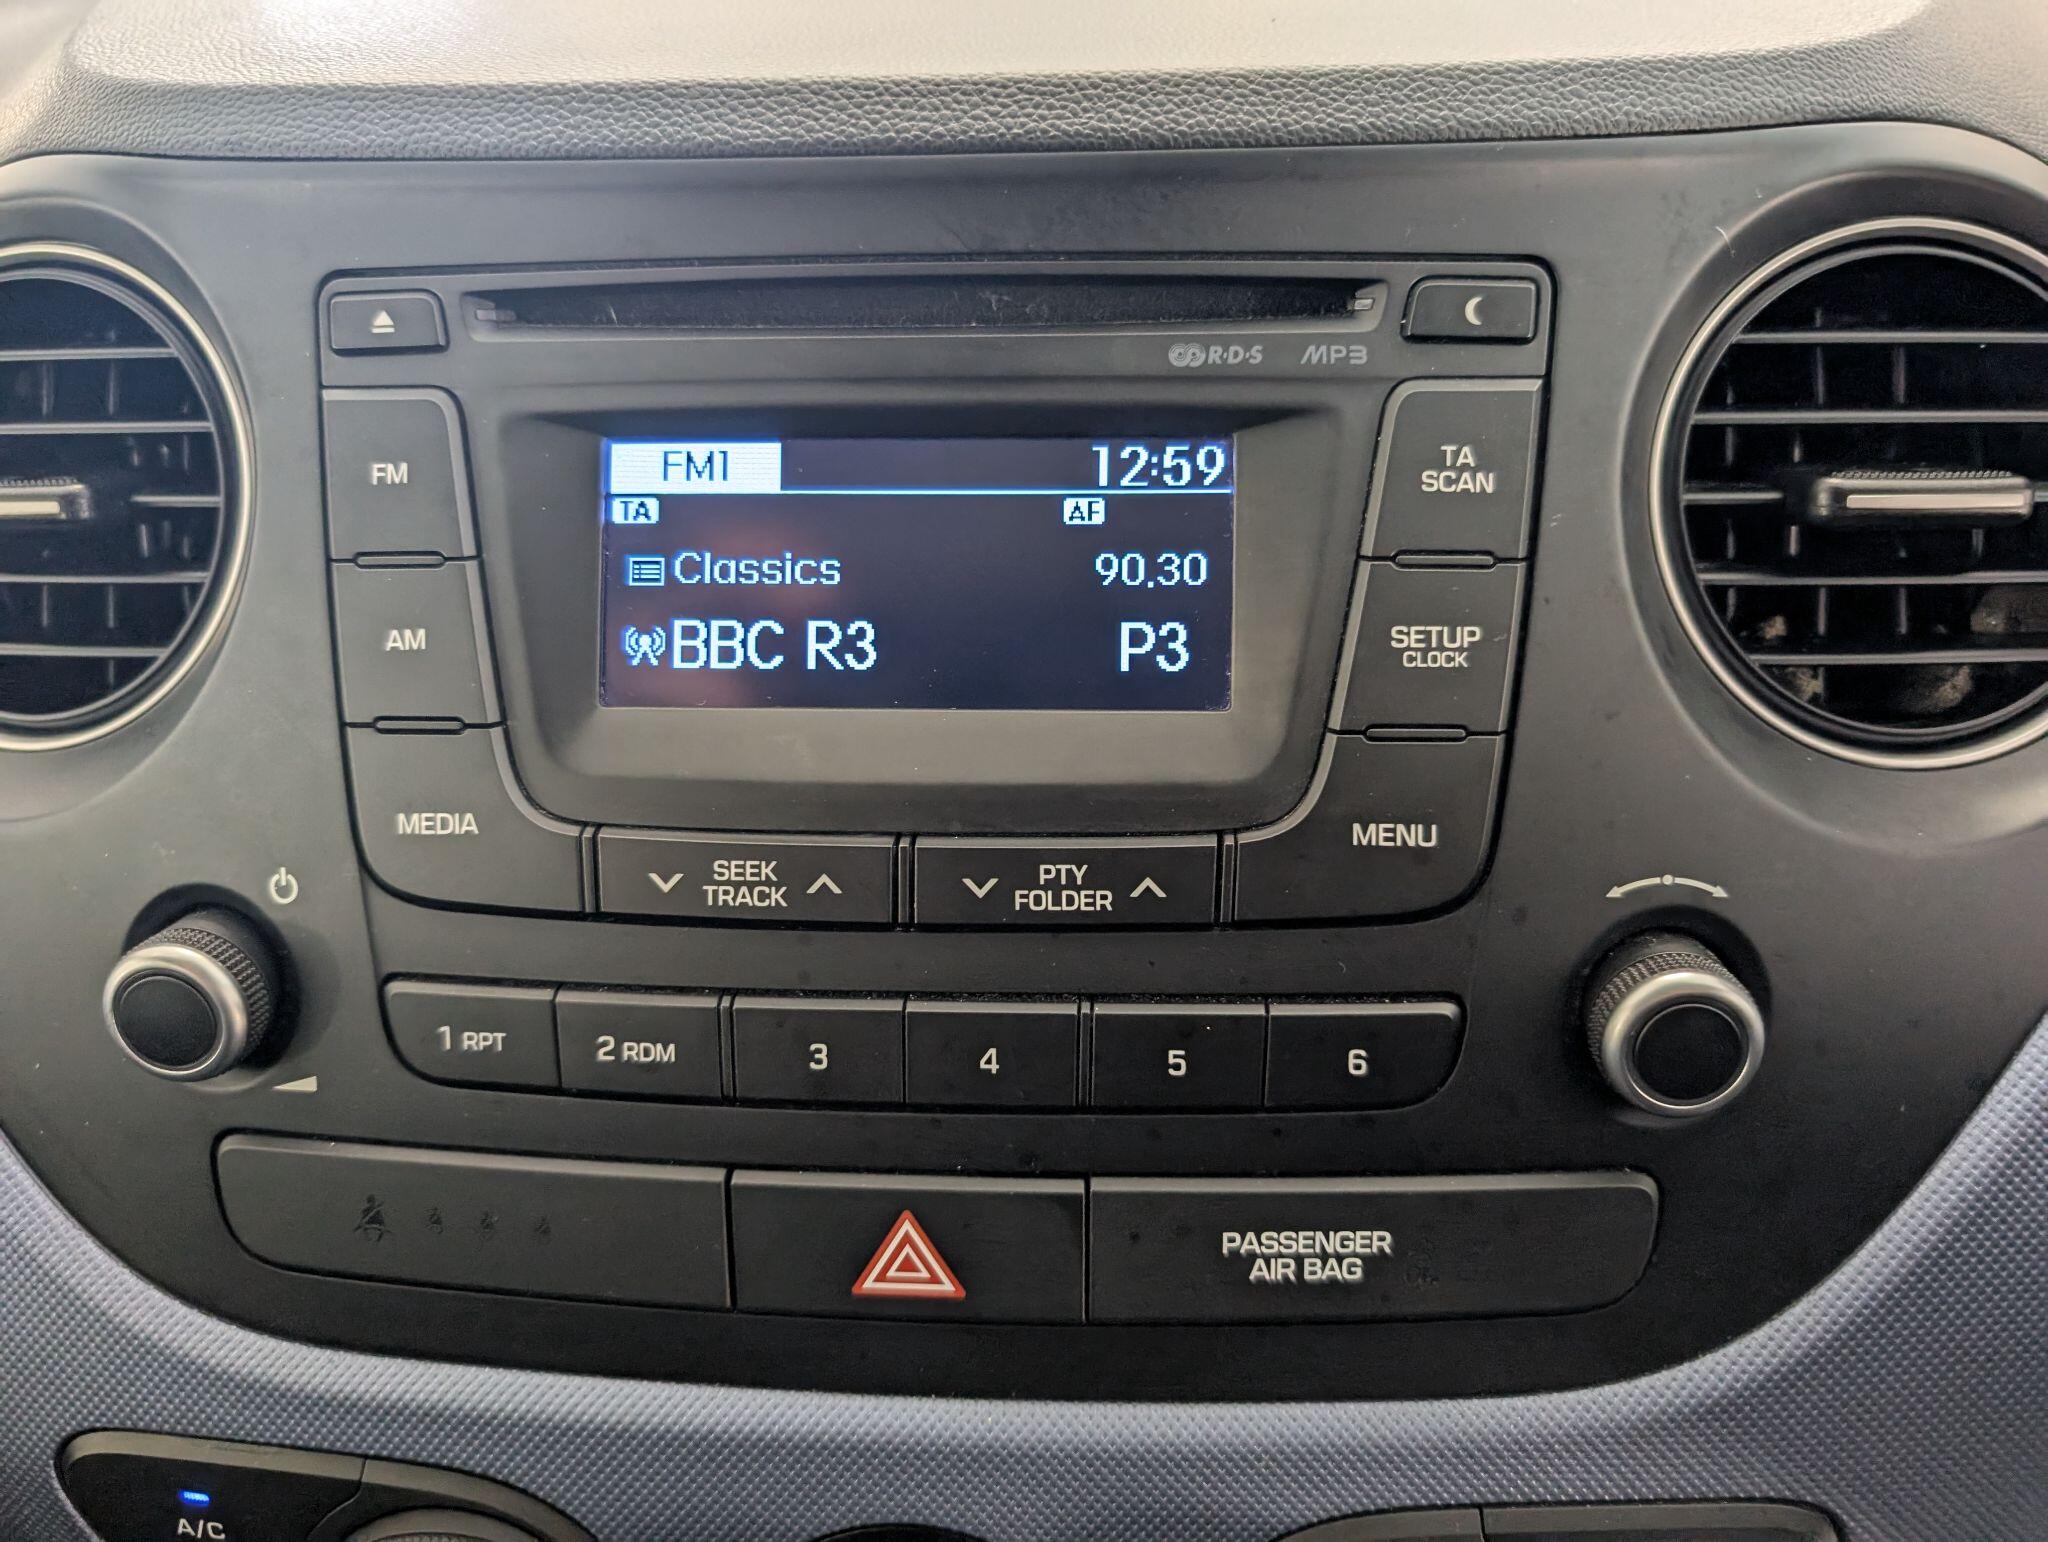 R·D·S MP3
FM
AM
MEDIA
FM1 12:59
TA AF
Classics 90.30
BBC R3 P3
TA
SCAN
SETUP
CLOCK
MENU
SEEK
TRACK
PTY
FOLDER
1 RPT
2 RDM
3
4
5
6
PASSENGER
AIR BAG
A/C